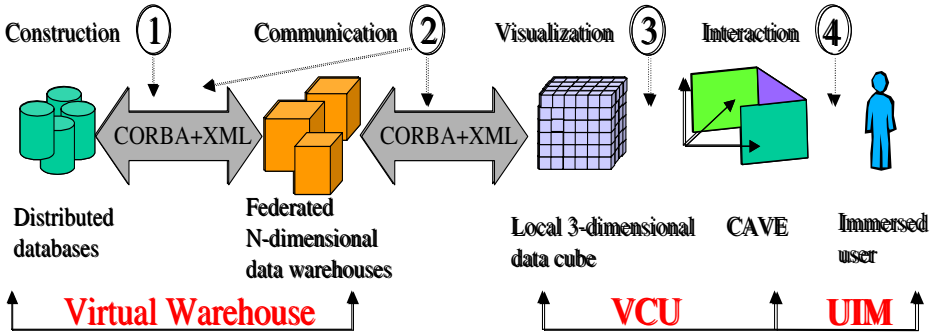 Construction 1 Communication 2 Visualization 3 Interaction 4
CORBA+XML CORBA+XML
Distributed
databases
Federated
N-dimensional
data warehouses
Local 3-dimensional
data cube
CAVE
Immersed
user
Virtual Warehouse VCU UIM